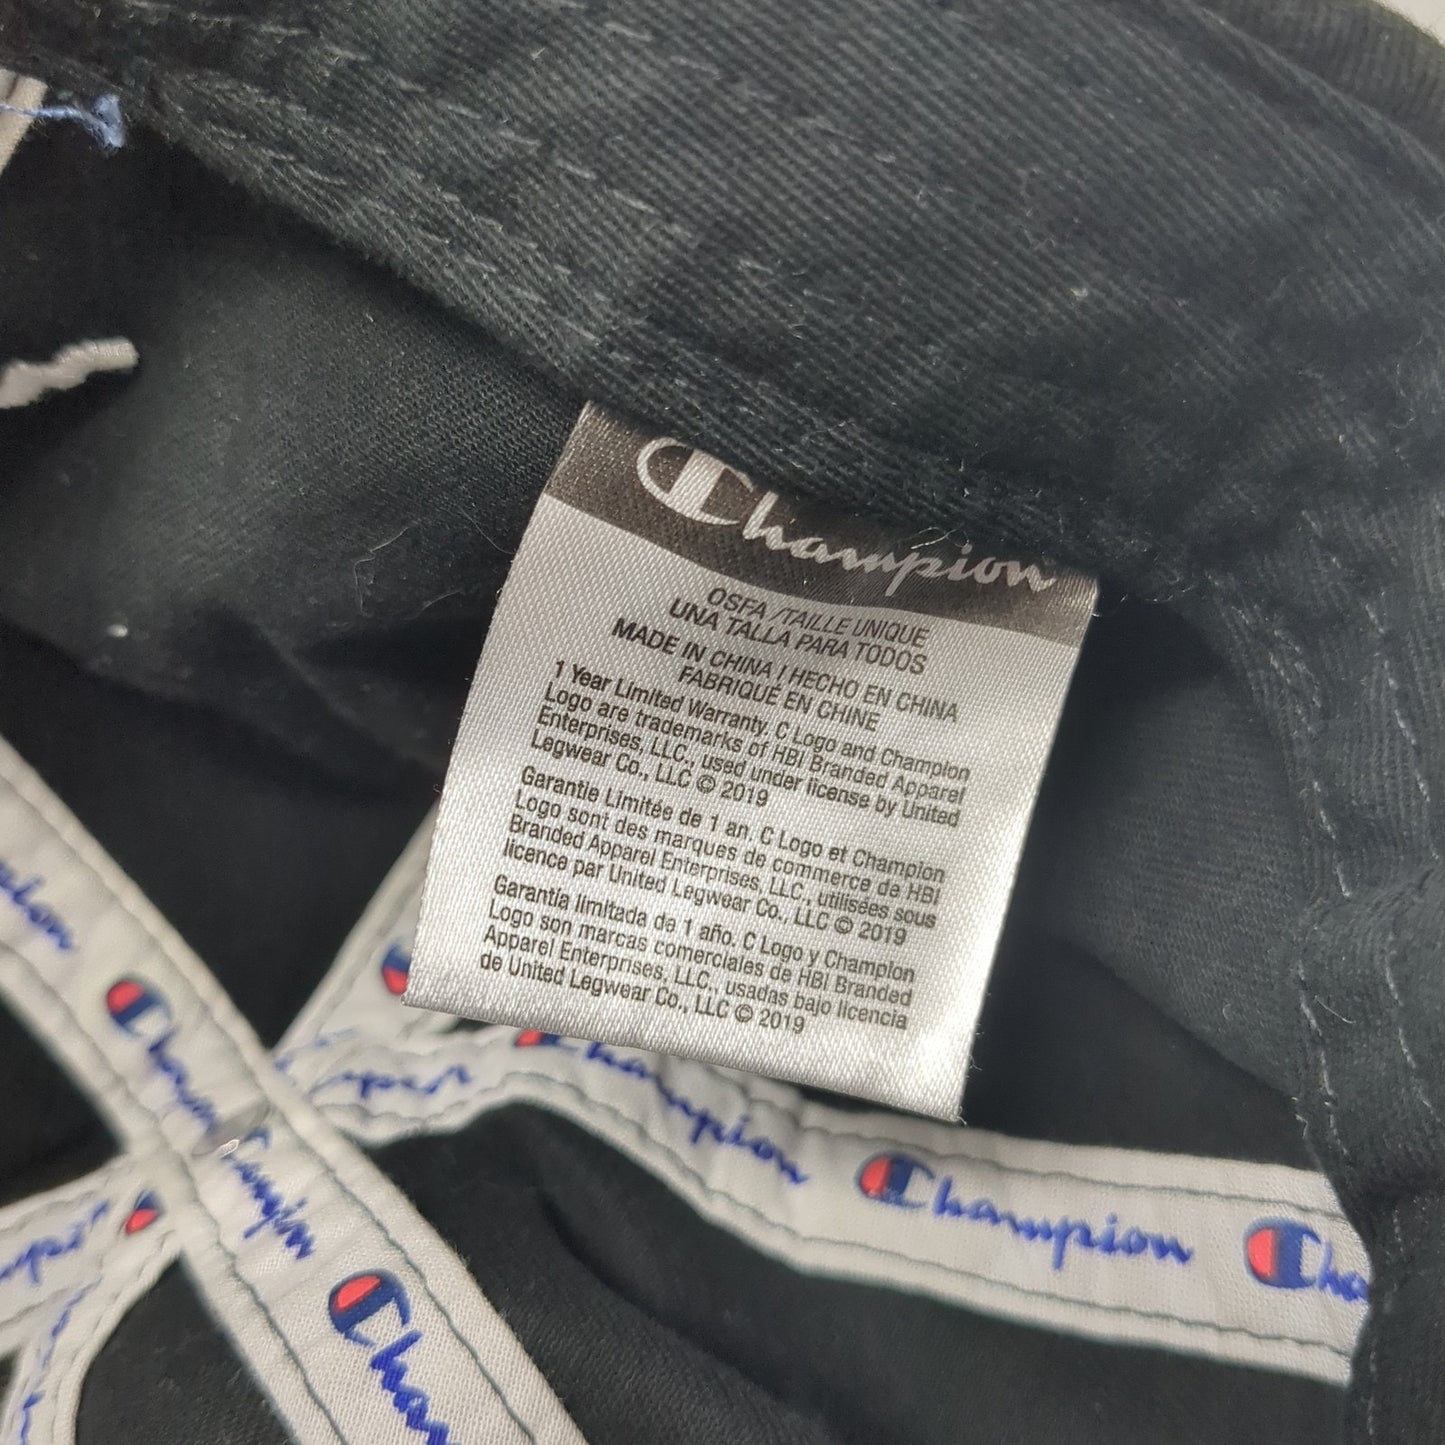 Champion
OSFA /TAILLE UNIQUE
UNA TALLA PARA TODOS
MADE IN CHINA / HECHO EN CHINA
FABRIQUÉ EN CHINE
1 Year Limited Warranty. C Logo and Champion
Logo are trademarks of HBI Branded Apparel
Enterprises, LLC., used under license by United
Legwear Co., LLC © 2019
Garantie Limitée de 1 an. C Logo et Champion
Logo sont des marques de commerce de HBI
Branded Apparel Enterprises, LLC., utilisées sous
licence par United Legwear Co., LLC © 2019
Garantía limitada de 1 año. C Logo y Champion
Logo son marcas comerciales de HBI Branded
Apparel Enterprises, LLC., usadas bajo licencia
de United Legwear Co., LLC © 2019
Champion
Champion
Champion
Cha
Cham